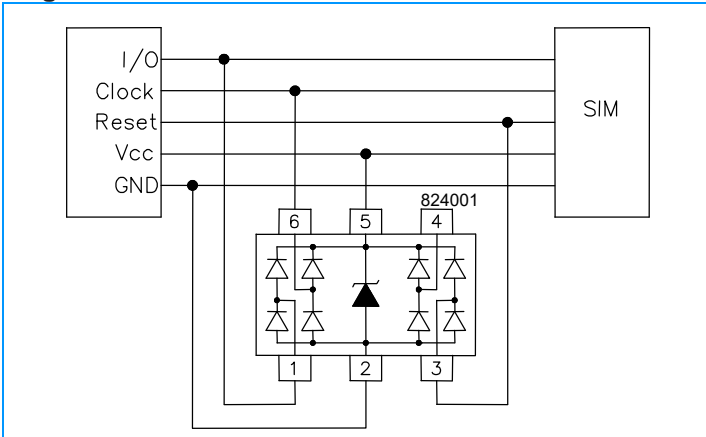 I/O
Clock
Reset
Vcc
GND
SIM
824001
6 5 4
1 2 3